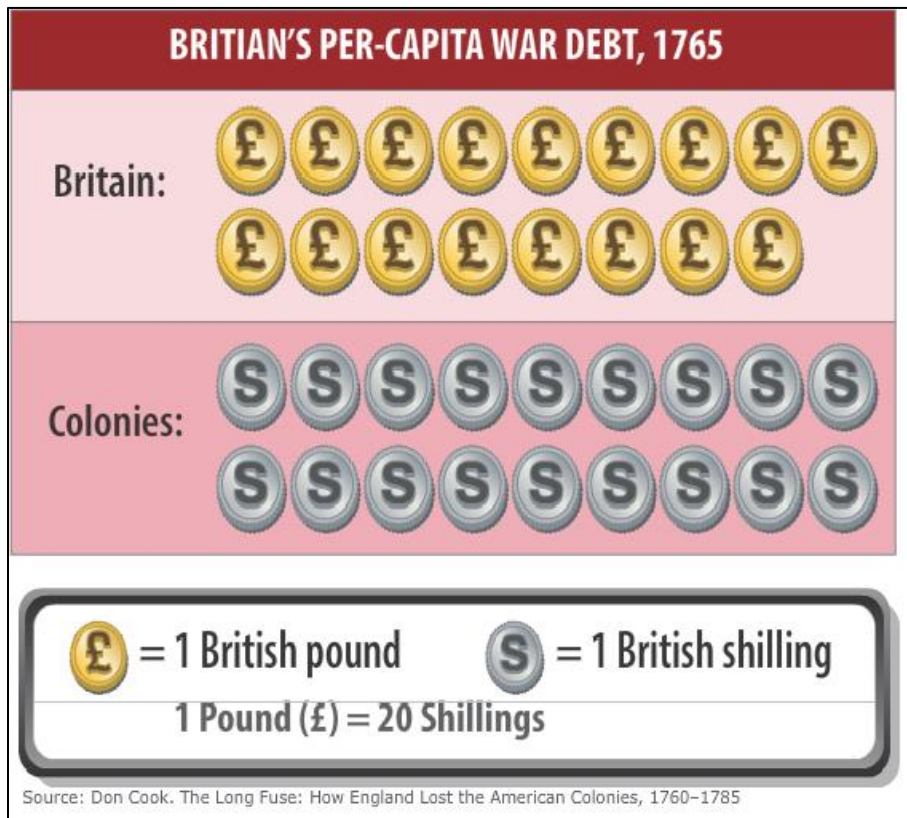 BRITIAN'S PER-CAPITA WAR DEBT, 1765
£ £ £ £ £ £ £ £ £
Britain:
£ £ £ £ £ £ £ £
S S S S S S S S S
Colonies:
S S S S S S S S S
£ = 1 British pound S = 1 British shilling
1 Pound (£) = 20 Shillings
Source: Don Cook. The Long Fuse: How England Lost the American Colonies, 1760–1785